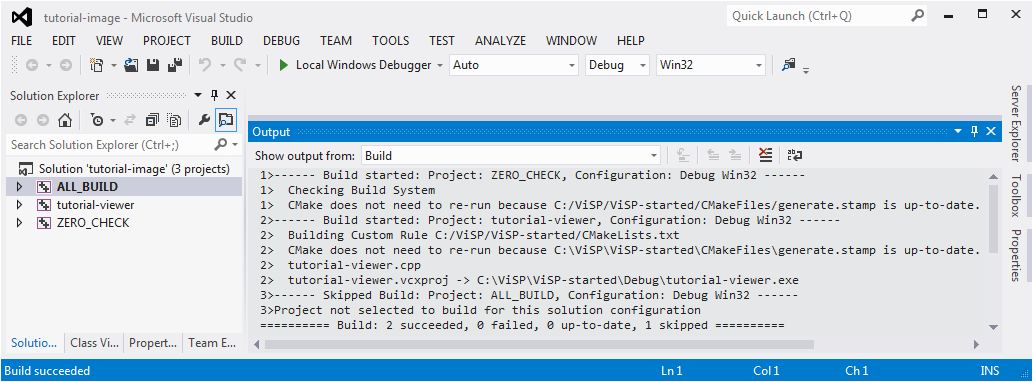 tutorial-image - Microsoft Visual Studio
Quick Launch (Ctrl+Q)
FILE EDIT VIEW PROJECT BUILD DEBUG TEAM TOOLS TEST ANALYZE WINDOW HELP
Local Windows Debugger Auto Debug Win32
Solution Explorer
Search Solution Explorer (Ctrl+;)
Solution 'tutorial-image' (3 projects)
ALL_BUILD
tutorial-viewer
ZERO_CHECK
Solutio... Class Vi... Propert... Team E...
Output
Show output from: Build
1>------ Build started: Project: ZERO_CHECK, Configuration: Debug Win32 ------
1>  Checking Build System
1>  CMake does not need to re-run because C:/ViSP/ViSP-started/CMakeFiles/generate.stamp is up-to-date.
2>------ Build started: Project: tutorial-viewer, Configuration: Debug Win32 ------
2>  Building Custom Rule C:/ViSP/ViSP-started/CMakeLists.txt
2>  CMake does not need to re-run because C:\ViSP\ViSP-started\CMakeFiles\generate.stamp is up-to-date.
2>  tutorial-viewer.cpp
2>  tutorial-viewer.vcxproj -> C:\ViSP\ViSP-started\Debug\tutorial-viewer.exe
3>------ Skipped Build: Project: ALL_BUILD, Configuration: Debug Win32 ------
3>Project not selected to build for this solution configuration
========== Build: 2 succeeded, 0 failed, 0 up-to-date, 1 skipped ==========
Server Explorer
Toolbox
Properties
Build succeeded Ln 1 Col 1 Ch 1 INS